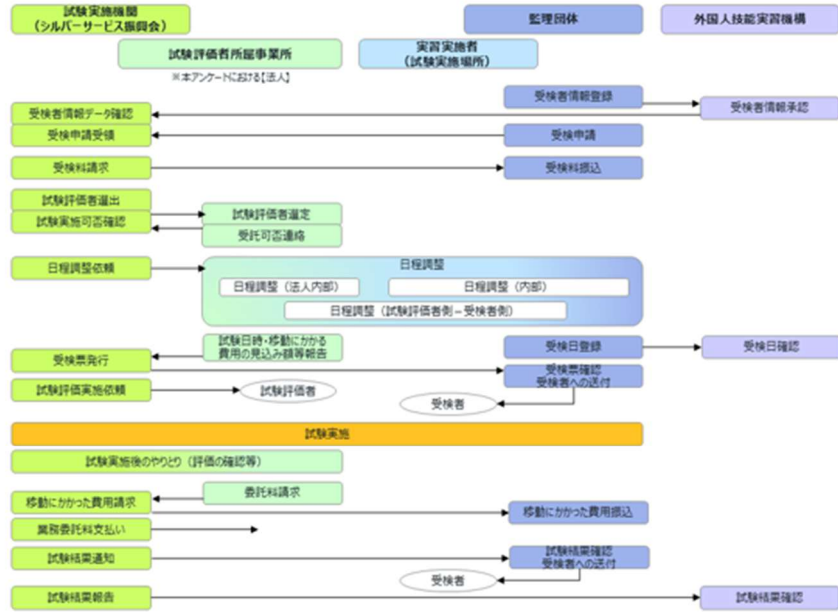 試験実施機関
(シルバーサービス振興会)
監理団体
外国人技能実習機構
試験評価者所属事業所
実習実施者
(試験実施場所)
※本アンケートにおける【法人】
受検者情報登録
受検者情報データ確認
受検者情報承認
受検申請受領
受検申請
受検料請求
受検料振込
試験評価者選出
試験評価者選定
試験実施可否確認
受託可否連絡
日程調整依頼
日程調整
日程調整(法人内部)
日程調整(内部)
日程調整(試験評価者側-受検者側)
試験日時・移動にかかる
費用の見込み額等報告
受検日登録
受検日確認
受検票発行
受検票確認
受検者への送付
試験評価実施依頼
試験評価者
受検者
試験実施
試験実施後のやりとり(評価の確認等)
委託料請求
移動にかかった費用請求
移動にかかった費用振込
業務委託料支払い
試験結果通知
試験結果確認
受検者への送付
受検者
試験結果報告
試験結果確認